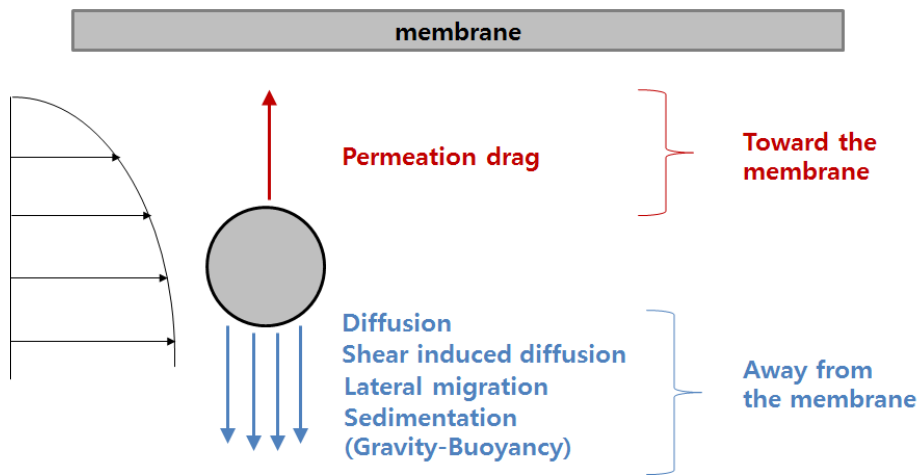 membrane
Permeation drag
Toward the
membrane
Diffusion
Shear induced diffusion
Lateral migration
Sedimentation
(Gravity-Buoyancy)
Away from
the membrane